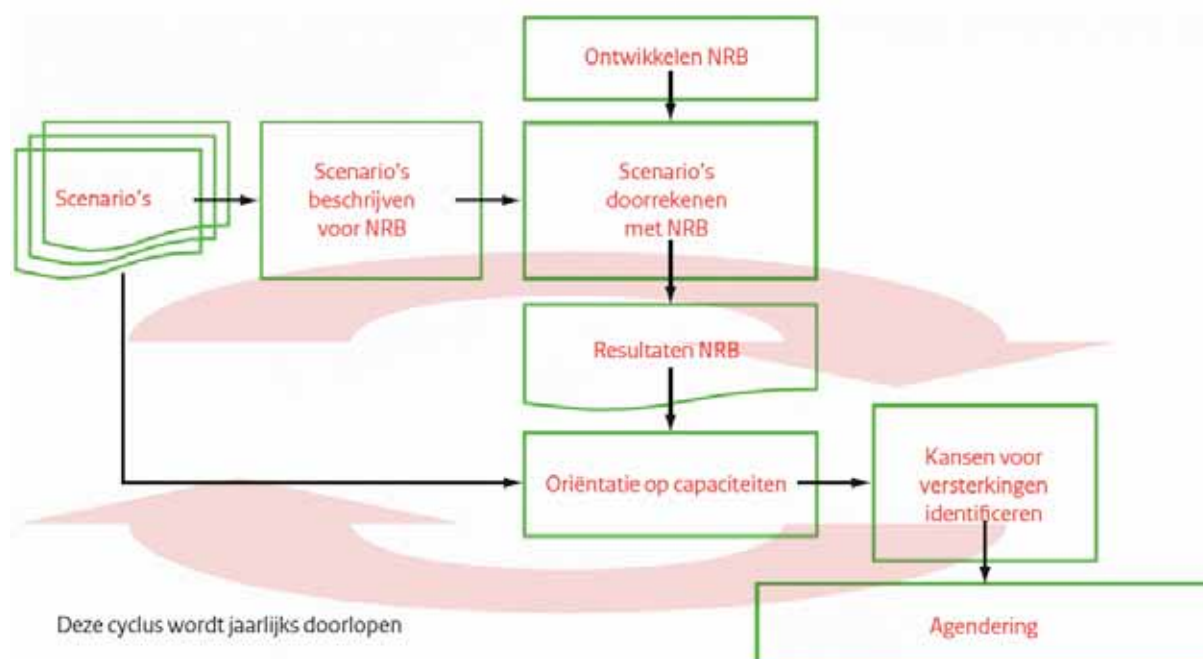 Ontwikkelen NRB
Scenario's
Scenario's
beschrijven
voor NRB
Scenario's
doorrekenen
met NRB
Resultaten NRB
Oriëntatie op capaciteiten
Kansen voor
versterkingen
identificeren
Deze cyclus wordt jaarlijks doorlopen
Agendering